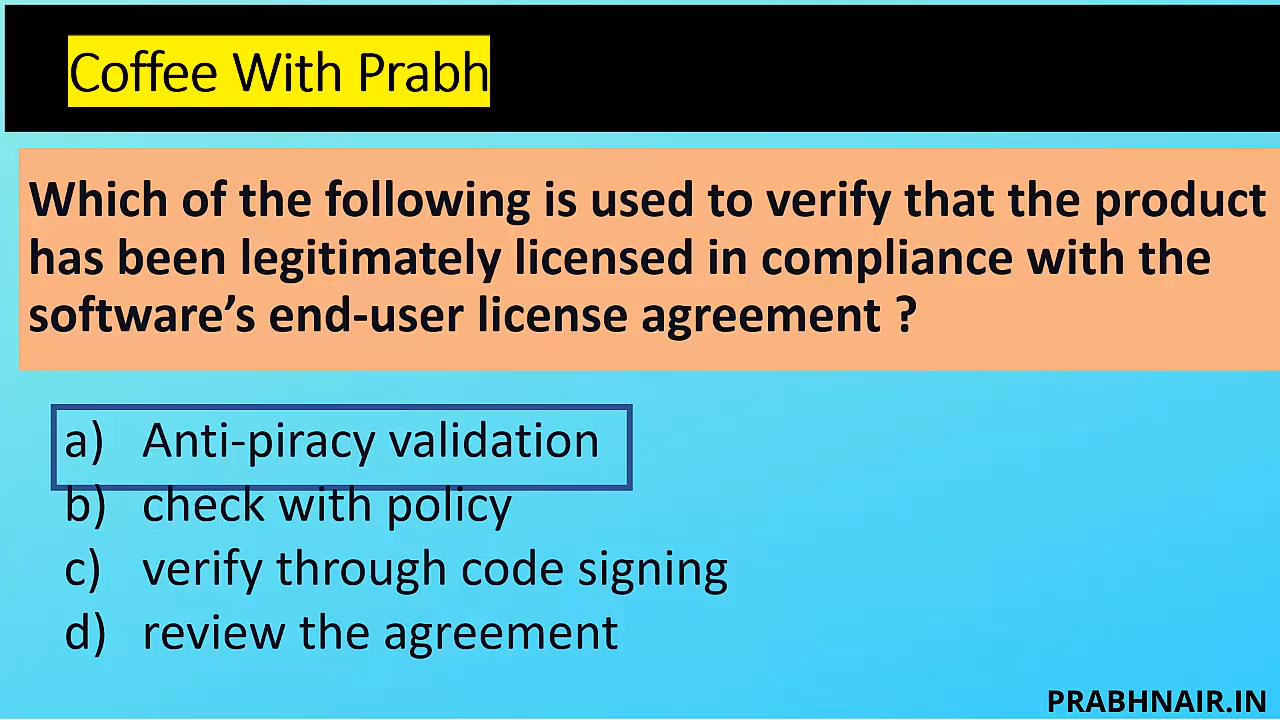 Coffee With Prabh
Which of the following is used to verify that the product
has been legitimately licensed in compliance with the
software’s end-user license agreement ?
a) Anti-piracy validation
b) check with policy
c) verify through code signing
d) review the agreement
PRABHNAIR.IN